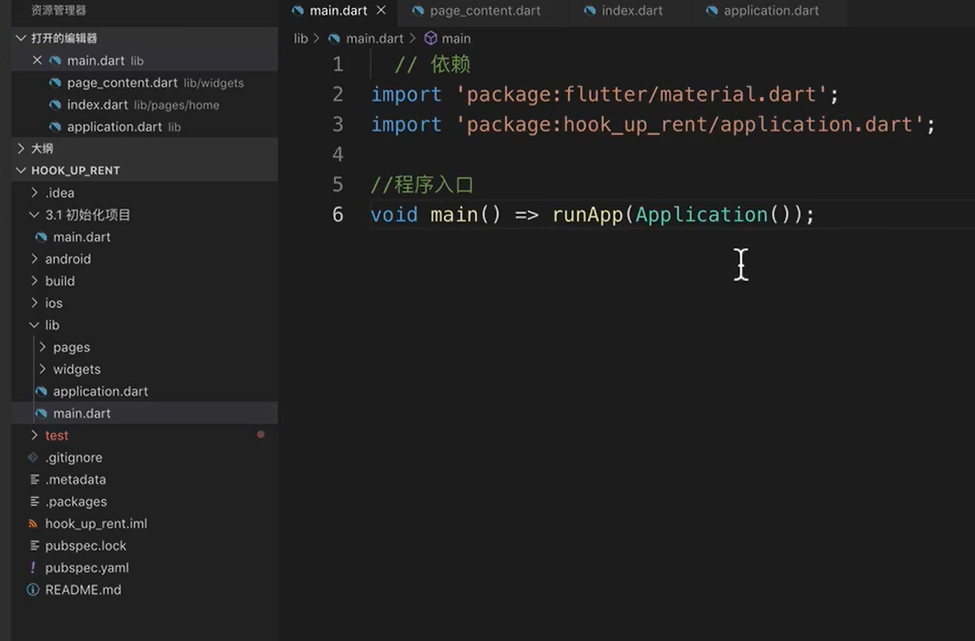 资源管理器
打开的编辑器
main.dart lib
page_content.dart lib/widgets
index.dart lib/pages/home
application.dart lib
大纲
HOOK_UP_RENT
.idea
3.1 初始化项目
main.dart
android
build
ios
lib
pages
widgets
application.dart
main.dart
test
.gitignore
.metadata
.packages
hook_up_rent.iml
pubspec.lock
pubspec.yaml
README.md
main.dart page_content.dart index.dart application.dart
lib > main.dart > main
1 // 依赖
2 import 'package:flutter/material.dart';
3 import 'package:hook_up_rent/application.dart';
4
5 //程序入口
6 void main() => runApp(Application());